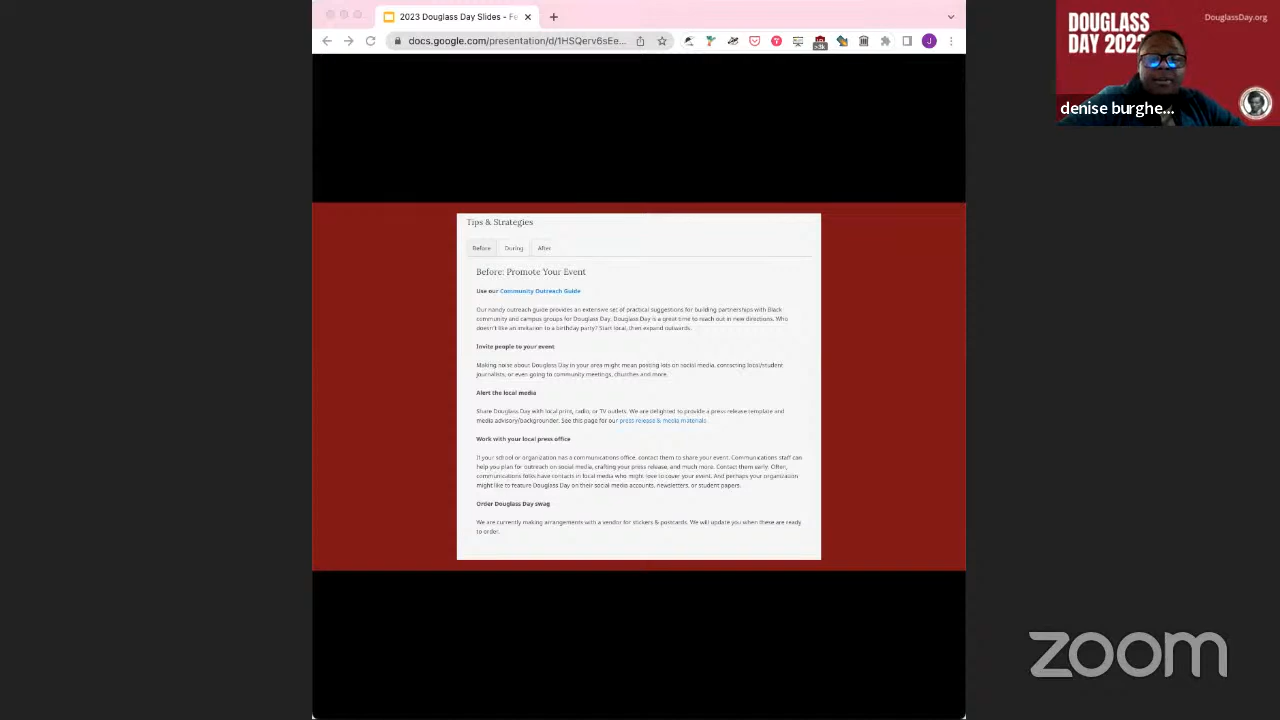 2023 Douglass Day Slides - Fe
docs.google.com/presentation/d/1HSQerv6sEe...
>3k
J
DOUGLASS
DAY 2023
DouglassDay.org
denise burghe...
Tips & Strategies
Before During After
Before: Promote Your Event
Use our Community Outreach Guide
Our handy outreach guide provides an extensive set of practical suggestions for building partnerships with Black
community and campus groups for Douglass Day. Douglass Day is a great time to reach out in new directions. Who
doesn't like an invitation to a birthday party? Start local, then expand outwards.
Invite people to your event
Making noise about Douglass Day in your area might mean posting lots on social media, contacting local/student
journalists, or even going to community meetings, churches and more.
Alert the local media
Share Douglass Day with local print, radio, or TV outlets. We are delighted to provide a press release template and
media advisory/backgrounder. See this page for our press release & media materials.
Work with your local press office
If your school or organization has a communications office, contact them to share your event. Communications staff can
help you plan for outreach on social media, crafting your press release, and much more. Contact them early. Often,
communications folks have contacts in local media who might love to cover your event. And perhaps your organization
might like to feature Douglass Day on their social media accounts, newsletters, or student papers.
Order Douglass Day swag
We are currently making arrangements with a vendor for stickers & postcards. We will update you when these are ready
to order.
zoom